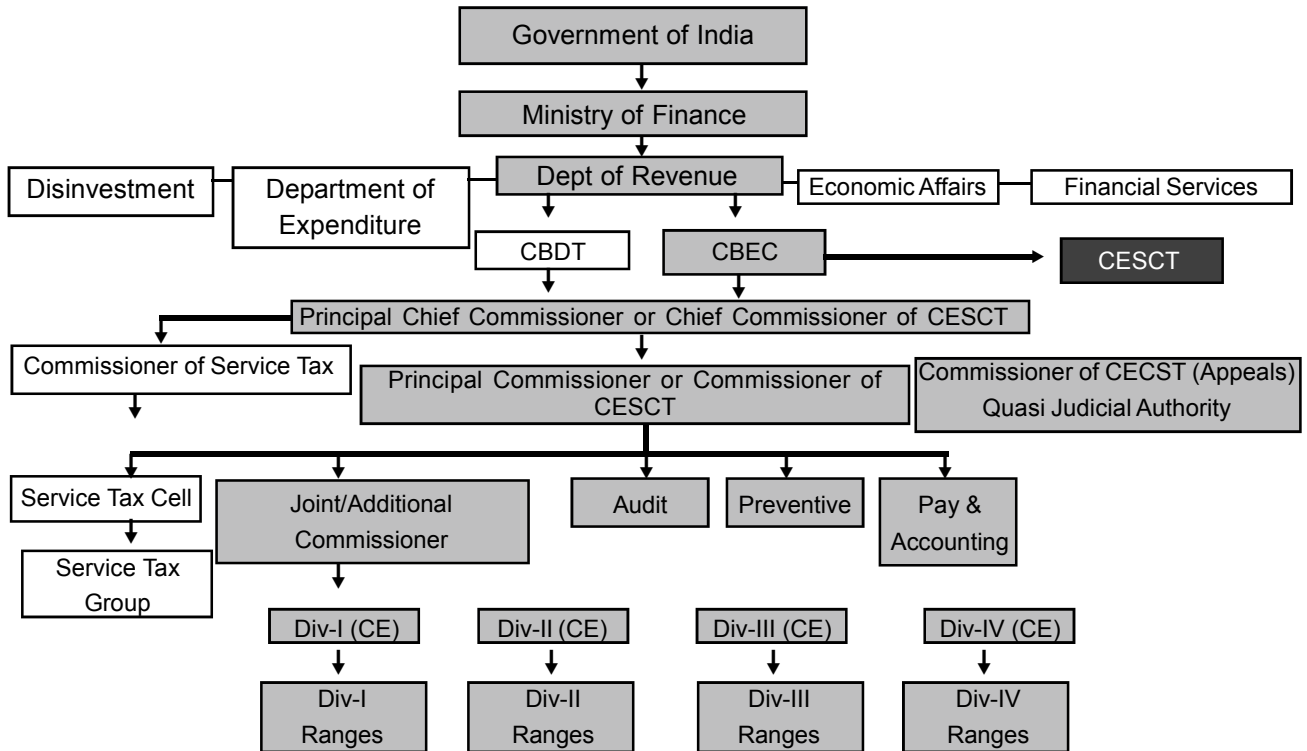 Government of India
Ministry of Finance
Disinvestment
Department of
Expenditure
Dept of Revenue
Economic Affairs
Financial Services
CBDT
CBEC
CESCT
Principal Chief Commissioner or Chief Commissioner of CESCT
Commissioner of Service Tax
Principal Commissioner or Commissioner of
CESCT
Commissioner of CECST (Appeals)
Quasi Judicial Authority
Service Tax Cell
Joint/Additional
Commissioner
Audit
Preventive
Pay &
Accounting
Service Tax
Group
Div-I (CE)
Div-II (CE)
Div-III (CE)
Div-IV (CE)
Div-I
Ranges
Div-II
Ranges
Div-III
Ranges
Div-IV
Ranges